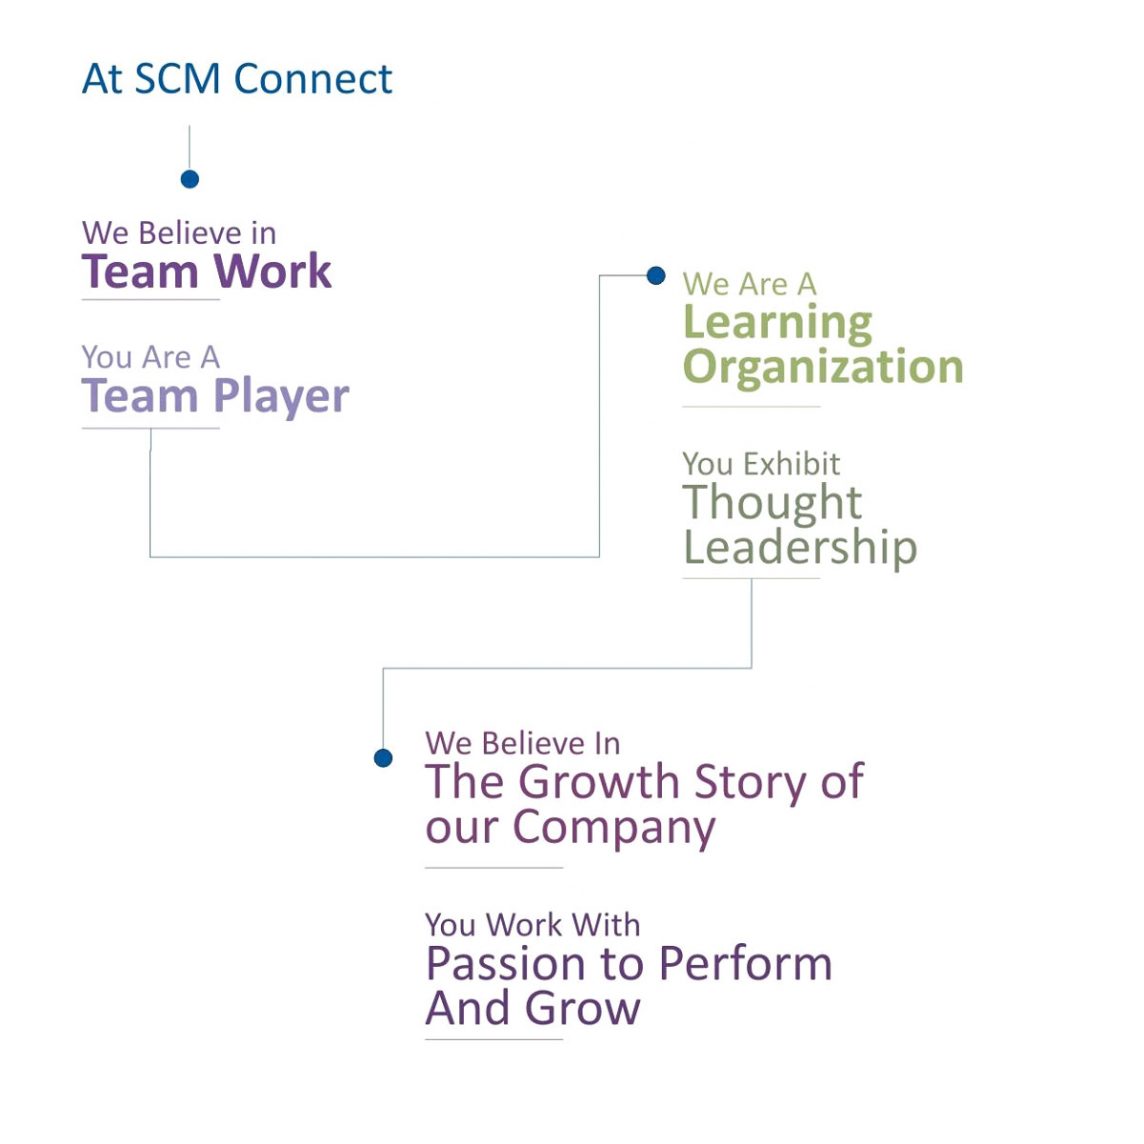 At SCM Connect
We Believe in
Team Work
You Are A
Team Player
We Are A
Learning
Organization
You Exhibit
Thought
Leadership
We Believe In
The Growth Story of
our Company
You Work With
Passion to Perform
And Grow